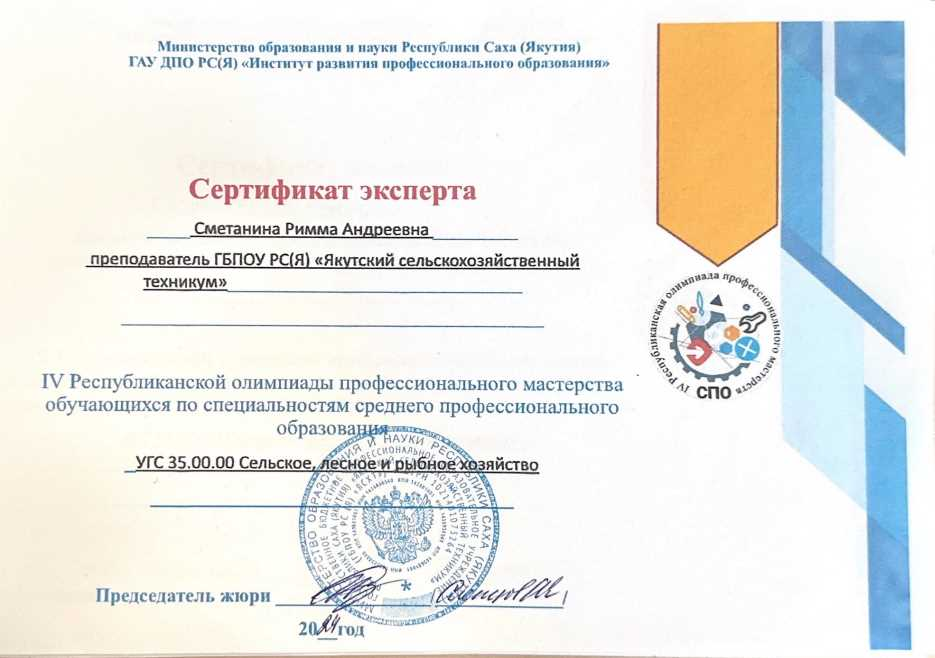 Министерство образования и науки Республики Саха (Якутия)
ГАУ ДПО РС(Я) «Институт развития профессионального образования»
Сертификат эксперта
Сметанина Римма Андреевна
преподаватель ГБПОУ РС(Я) «Якутский сельскохозяйственный
техникум»
IV Республиканская олимпиада профессионального мастерства
СПО
IV Республиканской олимпиады профессионального мастерства
обучающихся по специальностям среднего профессионального
образования
УГС 35.00.00 Сельское, лесное и рыбное хозяйство
Председатель жюри
2024 год